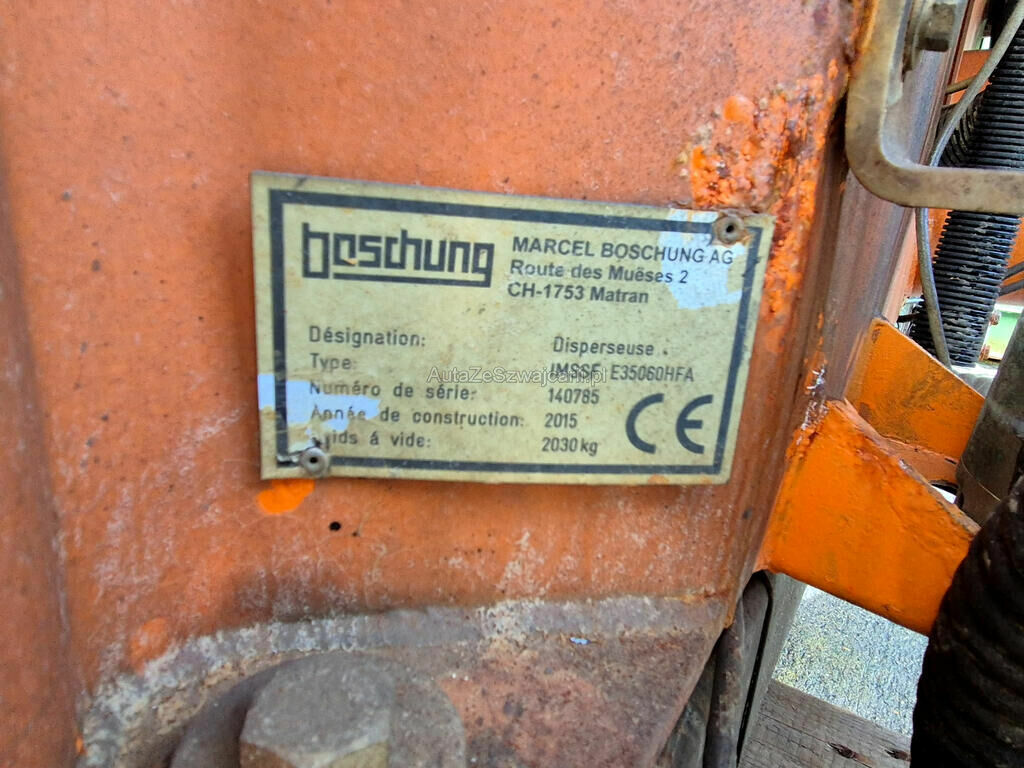 boschung
MARCEL BOSCHUNG AG
Route des Muëses 2
CH-1753 Matran
Désignation: Disperseuse
Type: E35060HFA
Numéro de série: 140785
Année de construction: 2015
à vide: 2030 kg
CE
AutaZeSzwajcarii.pl